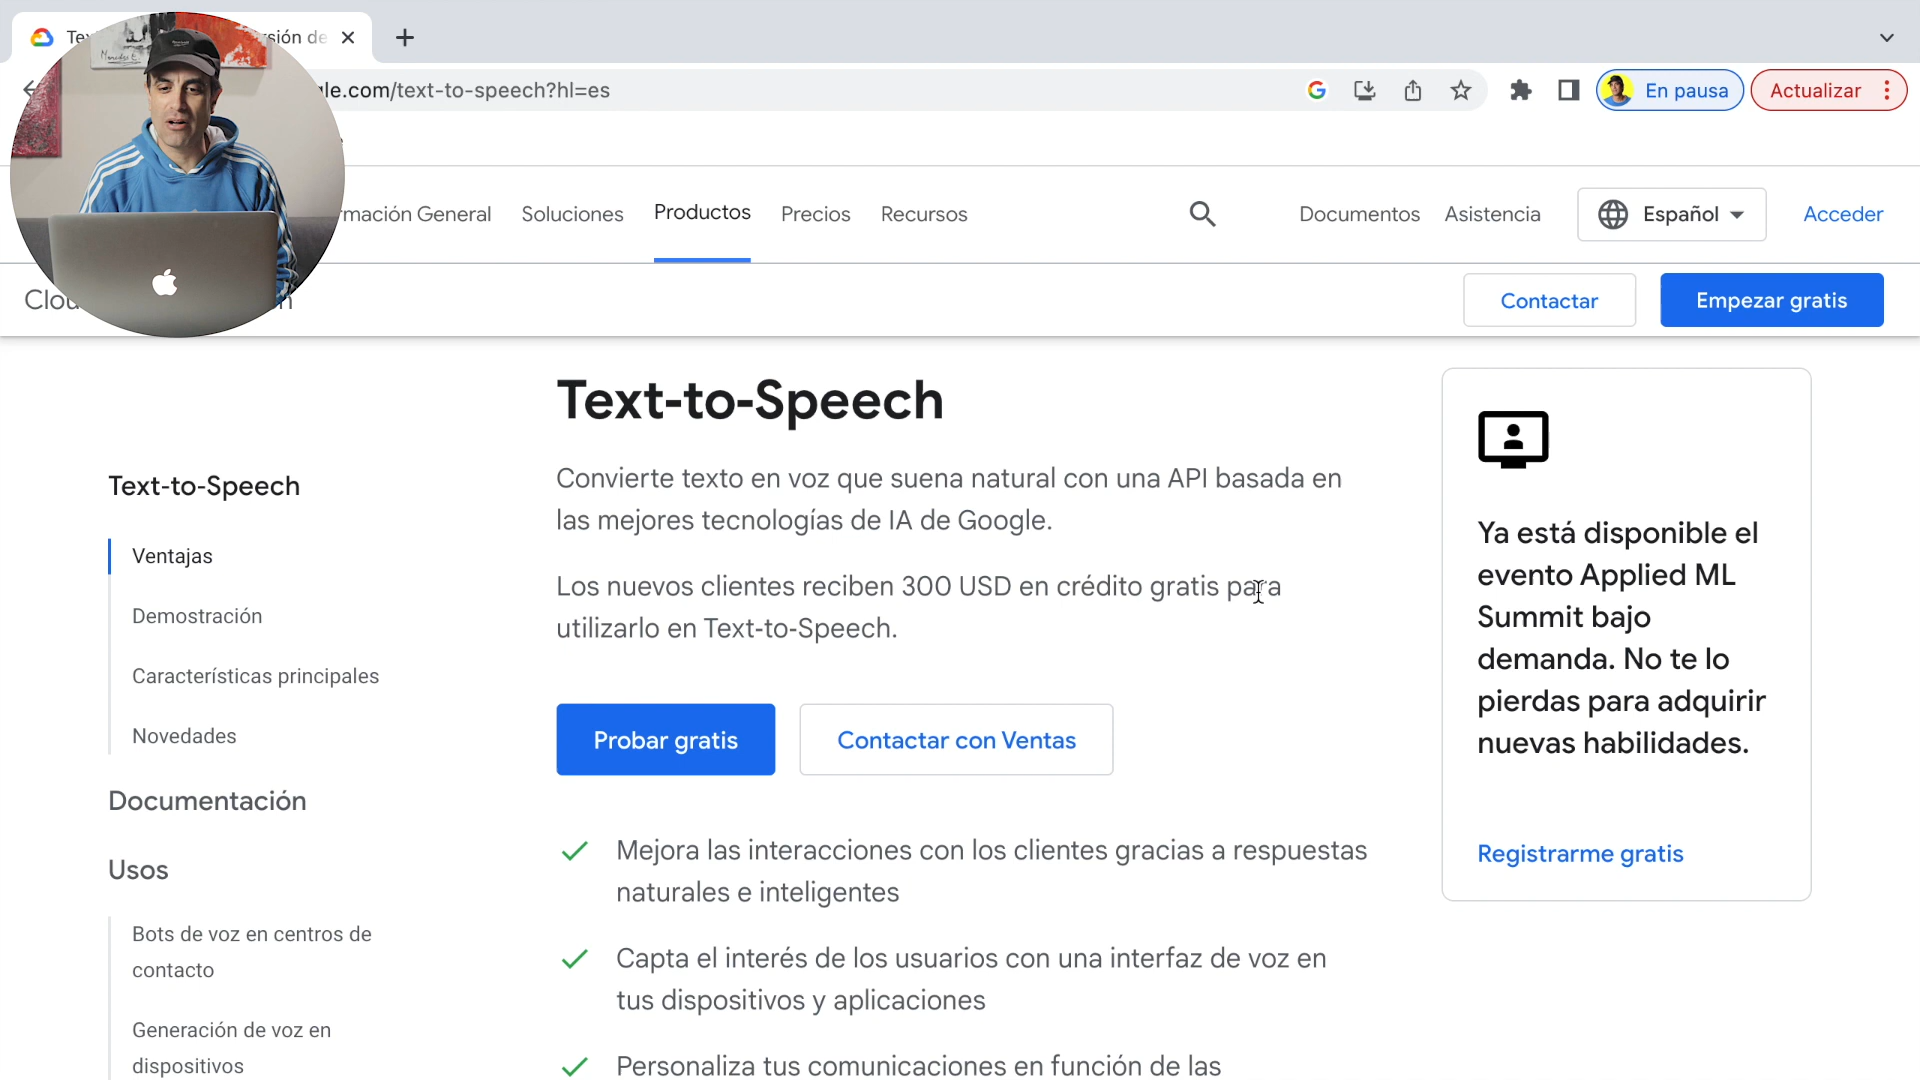 sión de
le.com/text-to-speech?hl=es
En pausa
Actualizar
mación General
Soluciones
Productos
Precios
Recursos
Documentos
Asistencia
Español
Acceder
Contactar
Empezar gratis
Text-to-Speech
Convierte texto en voz que suena natural con una API basada en
las mejores tecnologías de IA de Google.
Los nuevos clientes reciben 300 USD en crédito gratis para
utilizarlo en Text-to-Speech.
Probar gratis
Contactar con Ventas
Mejora las interacciones con los clientes gracias a respuestas
naturales e inteligentes
Capta el interés de los usuarios con una interfaz de voz en
tus dispositivos y aplicaciones
Personaliza tus comunicaciones en función de las
Text-to-Speech
Ventajas
Demostración
Características principales
Novedades
Documentación
Usos
Bots de voz en centros de
contacto
Generación de voz en
dispositivos
Ya está disponible el
evento Applied ML
Summit bajo
demanda. No te lo
pierdas para adquirir
nuevas habilidades.
Registrarme gratis